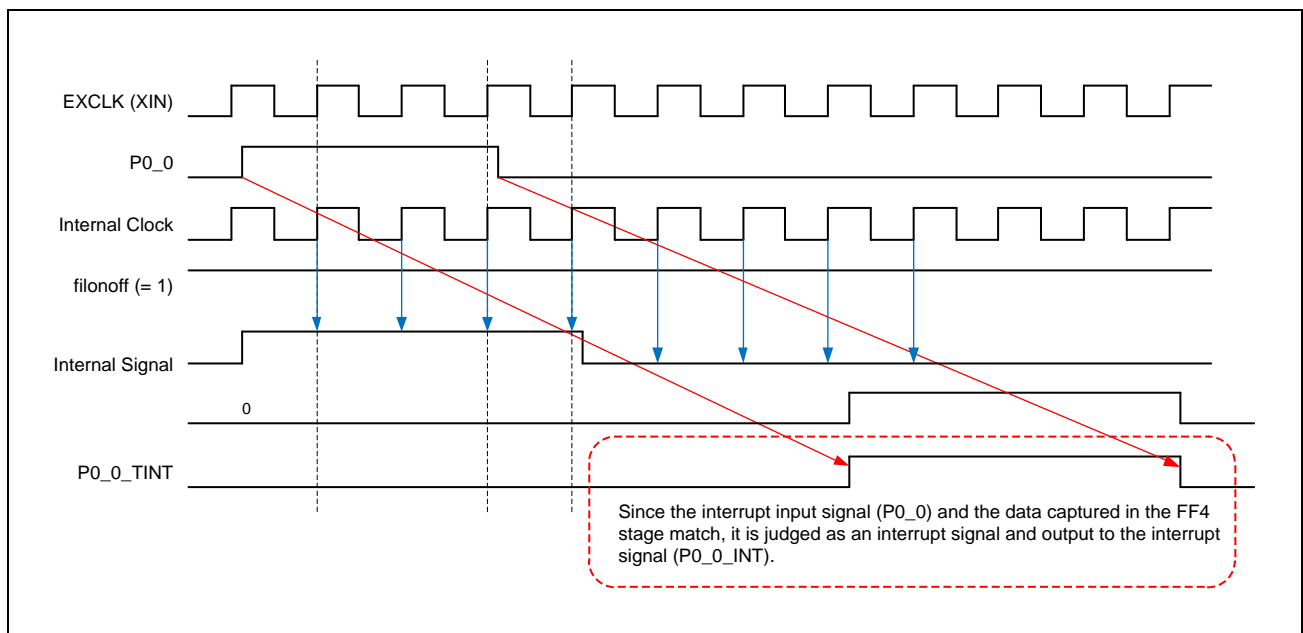 EXCLK (XIN)
P0_0
Internal Clock
filonoff (= 1)
Internal Signal
0
P0_0_TINT
Since the interrupt input signal (P0_0) and the data captured in the FF4
stage match, it is judged as an interrupt signal and output to the interrupt
signal (P0_0_INT).